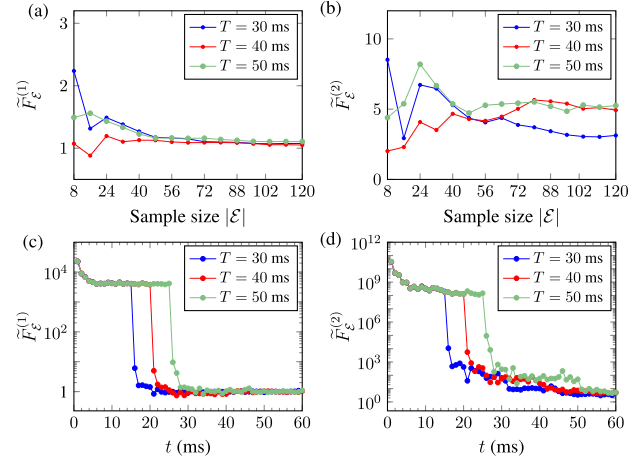 (a)
T = 30 ms
T = 40 ms
T = 50 ms
3
2
1
F̃_ℰ^(1)
8 24 40 56 72 88 102 120
Sample size |ℰ|
(b)
T = 30 ms
T = 40 ms
T = 50 ms
10
5
0
F̃_ℰ^(2)
8 24 40 56 72 88 102 120
Sample size |ℰ|
(c)
T = 30 ms
T = 40 ms
T = 50 ms
10^4
10^2
1
F̃_ℰ^(1)
0 10 20 30 40 50 60
t (ms)
(d)
T = 30 ms
T = 40 ms
T = 50 ms
10^12
10^9
10^6
10^3
10^0
F̃_ℰ^(2)
0 10 20 30 40 50 60
t (ms)